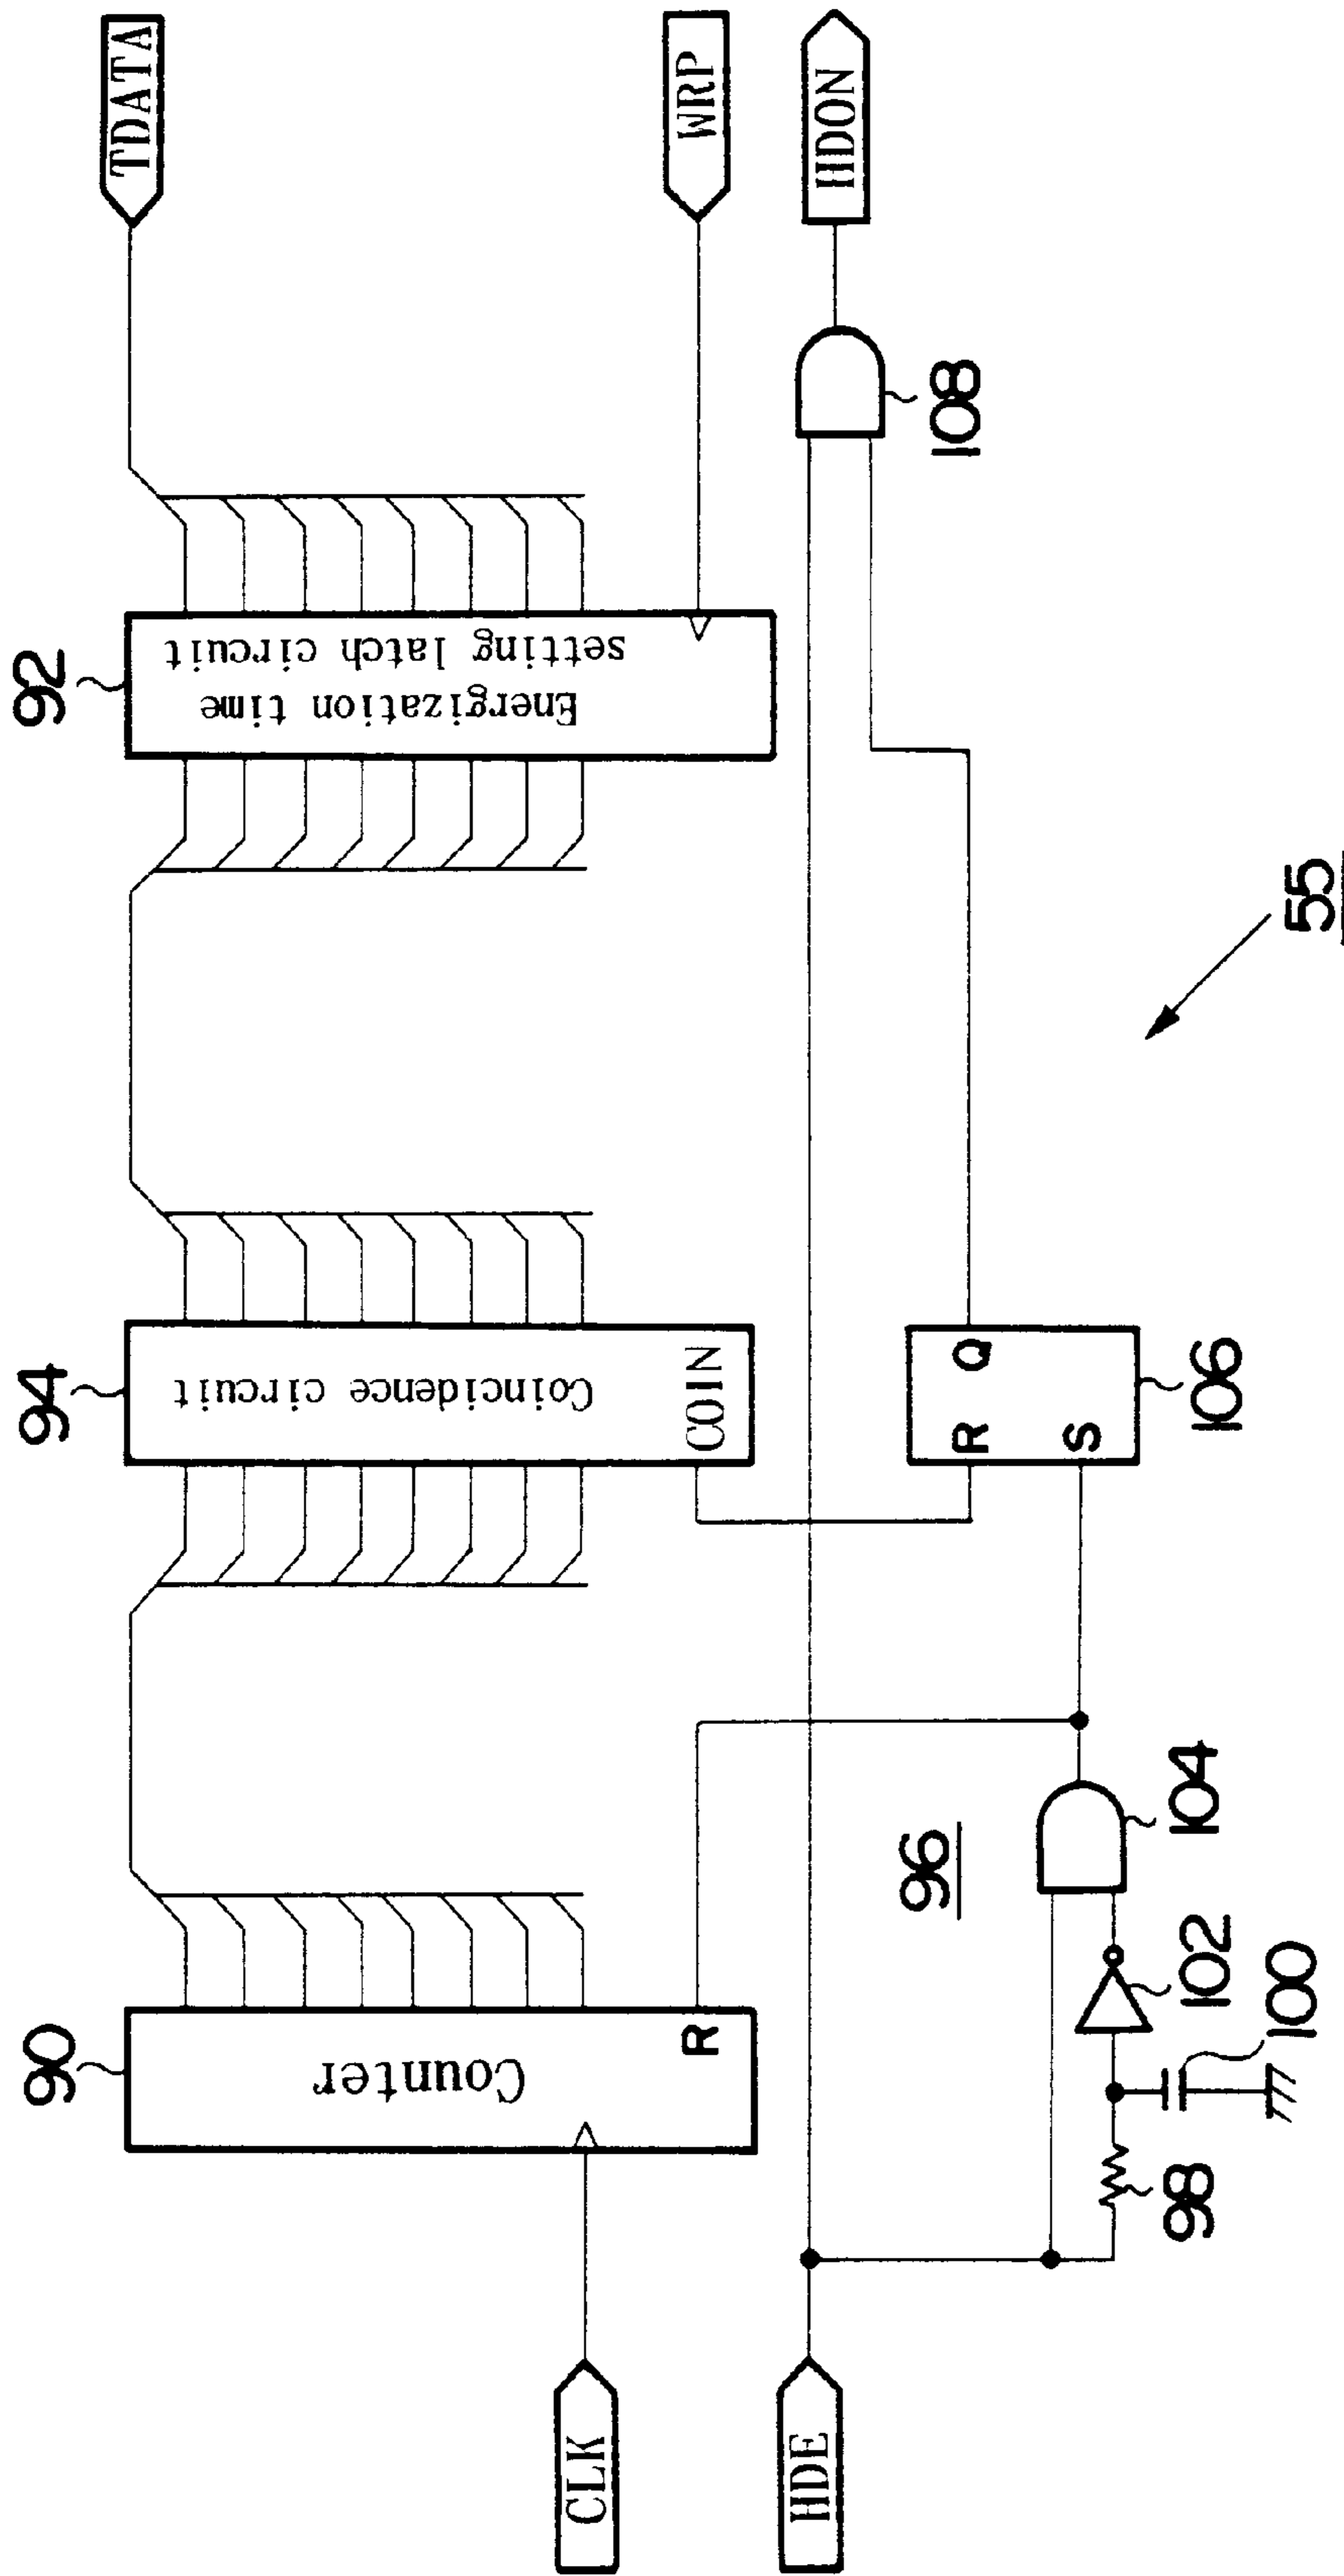 90
94
92
TDATA
Counter
R
Coincidence circuit
COIN
Energization time
setting latch circuit
CLK
WRP
HDE
HDON
96
R
Q
S
108
104
106
102
98
100
55